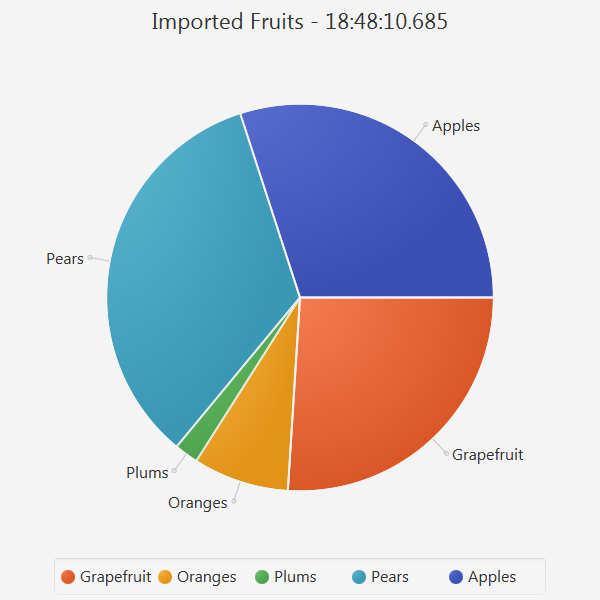 Imported Fruits - 18:48:10.685
Apples
Pears
Grapefruit
Plums
Oranges
Grapefruit Oranges Plums Pears Apples